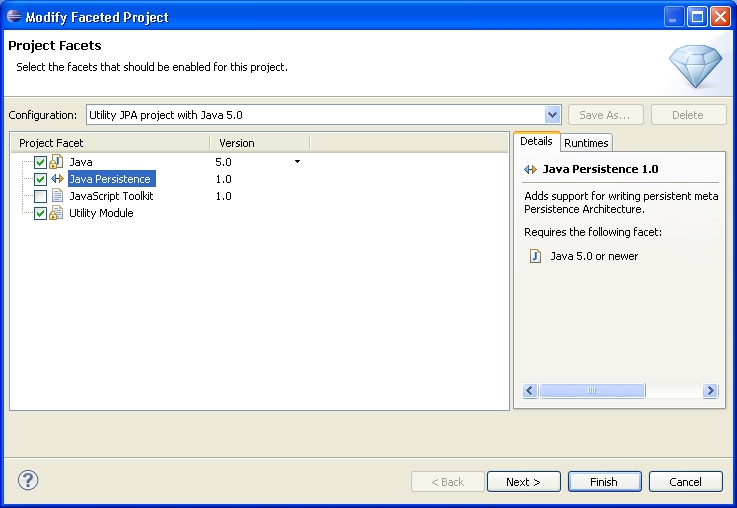 Modify Faceted Project
Project Facets
Select the facets that should be enabled for this project.
Configuration: Utility JPA project with Java 5.0 Save As... Delete
Project Facet Version
Java 5.0
Java Persistence 1.0
JavaScript Toolkit 1.0
Utility Module
Details Runtimes
Java Persistence 1.0
Adds support for writing persistent meta
Persistence Architecture.
Requires the following facet:
Java 5.0 or newer
< Back Next > Finish Cancel